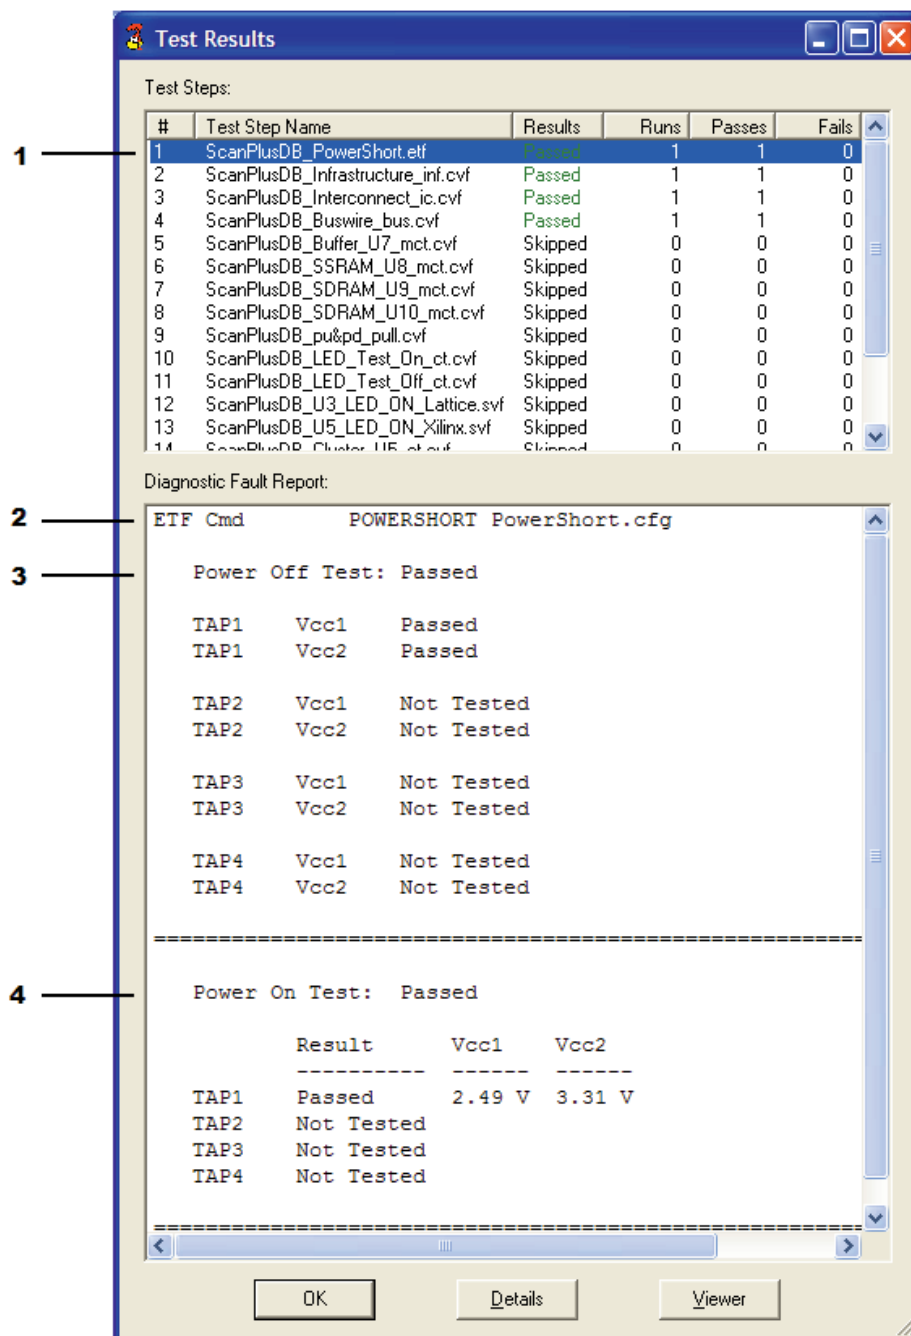 Test Results
Test Steps:
# Test Step Name Results Runs Passes Fails
1
1 ScanPlusDB_PowerShort.etf Passed 1 1 0
2 ScanPlusDB_Infrastructure_inf.cvf Passed 1 1 0
3 ScanPlusDB_Interconnect_ic.cvf Passed 1 1 0
4 ScanPlusDB_Buswire_bus.cvf Passed 1 1 0
5 ScanPlusDB_Buffer_U7_mct.cvf Skipped 0 0 0
6 ScanPlusDB_SSRAM_U8_mct.cvf Skipped 0 0 0
7 ScanPlusDB_SDRAM_U9_mct.cvf Skipped 0 0 0
8 ScanPlusDB_SDRAM_U10_mct.cvf Skipped 0 0 0
9 ScanPlusDB_pu&pd_pull.cvf Skipped 0 0 0
10 ScanPlusDB_LED_Test_On_ct.cvf Skipped 0 0 0
11 ScanPlusDB_LED_Test_Off_ct.cvf Skipped 0 0 0
12 ScanPlusDB_U3_LED_ON_Lattice.svf Skipped 0 0 0
13 ScanPlusDB_U5_LED_ON_Xilinx.svf Skipped 0 0 0
14 Skipped 0 0 0
Diagnostic Fault Report:
2
ETF Cmd POWERSHORT PowerShort.cfg
3
Power Off Test: Passed
TAP1 Vcc1 Passed
TAP1 Vcc2 Passed
TAP2 Vcc1 Not Tested
TAP2 Vcc2 Not Tested
TAP3 Vcc1 Not Tested
TAP3 Vcc2 Not Tested
TAP4 Vcc1 Not Tested
TAP4 Vcc2 Not Tested
4
Power On Test: Passed
Result Vcc1 Vcc2
---------- ------ ------
TAP1 Passed 2.49 V 3.31 V
TAP2 Not Tested
TAP3 Not Tested
TAP4 Not Tested
OK Details Viewer